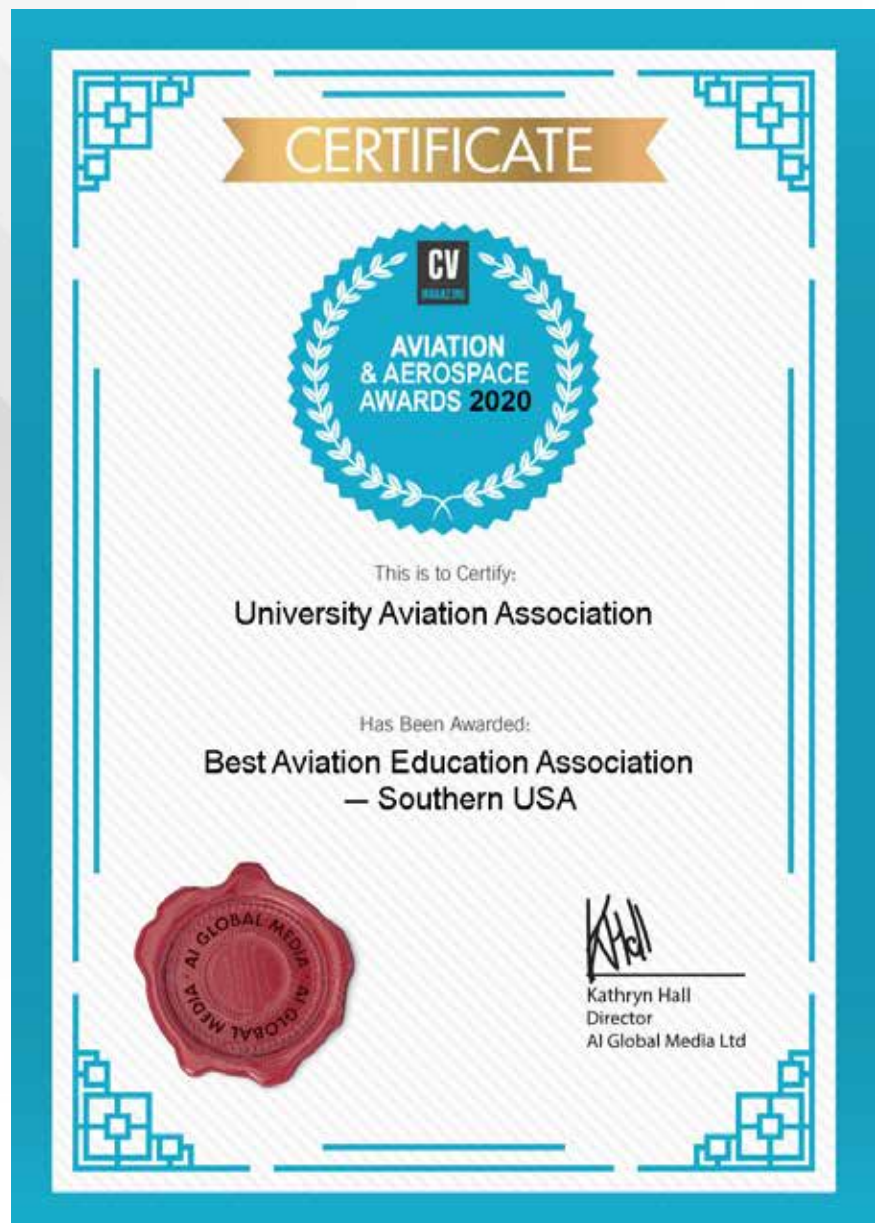 CERTIFICATE
CV
MAGAZINE
AVIATION
& AEROSPACE
AWARDS 2020
This is to Certify:
University Aviation Association
Has Been Awarded:
Best Aviation Education Association
— Southern USA
AI GLOBAL MEDIA · AI GLOBAL MEDIA ·
KHall
Kathryn Hall
Director
AI Global Media Ltd